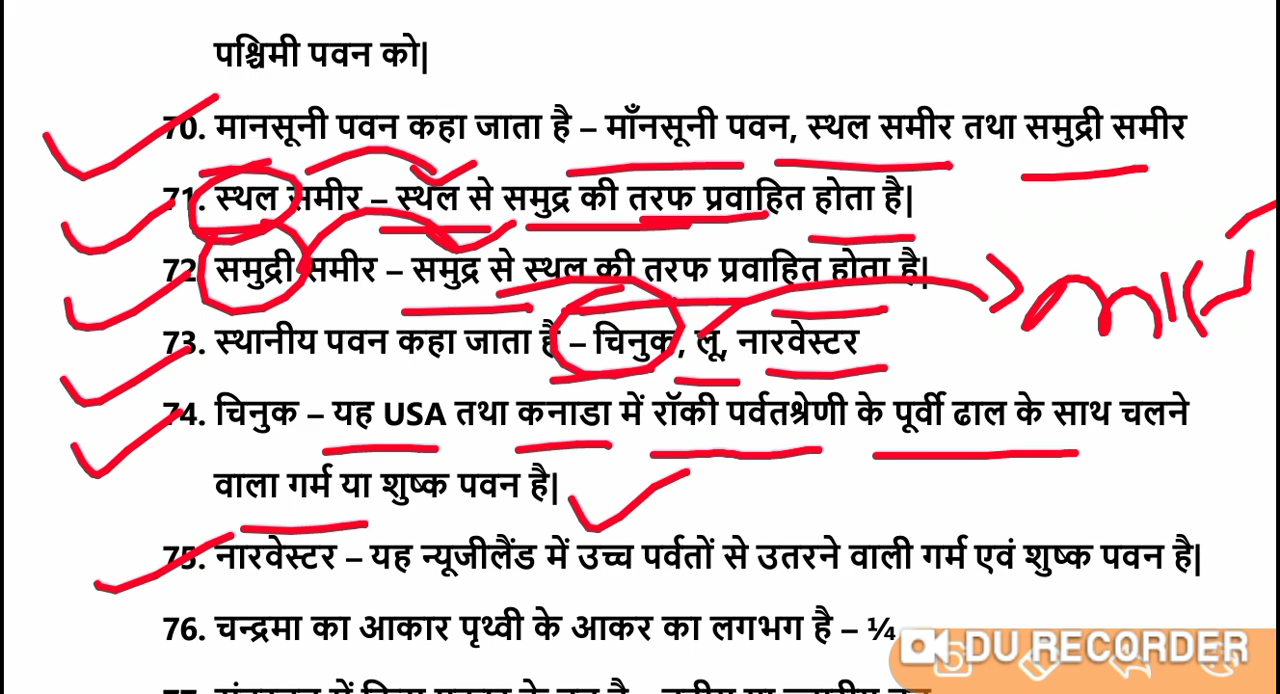 पश्चिमी पवन को|
70. मानसूनी पवन कहा जाता है – माँनसूनी पवन, स्थल समीर तथा समुद्री समीर
71. स्थल समीर – स्थल से समुद्र की तरफ प्रवाहित होता है|
72. समुद्री समीर – समुद्र से स्थल की तरफ प्रवाहित होता है|
73. स्थानीय पवन कहा जाता है – चिनुक, लू, नारवेस्टर
74. चिनुक – यह USA तथा कनाडा में रॉकी पर्वतश्रेणी के पूर्वी ढाल के साथ चलने
वाला गर्म या शुष्क पवन है|
75. नारवेस्टर – यह न्यूजीलैंड में उच्च पर्वतों से उतरने वाली गर्म एवं शुष्क पवन है|
76. चन्द्रमा का आकार पृथ्वी के आकर का लगभग है – ¼
DU RECORDER